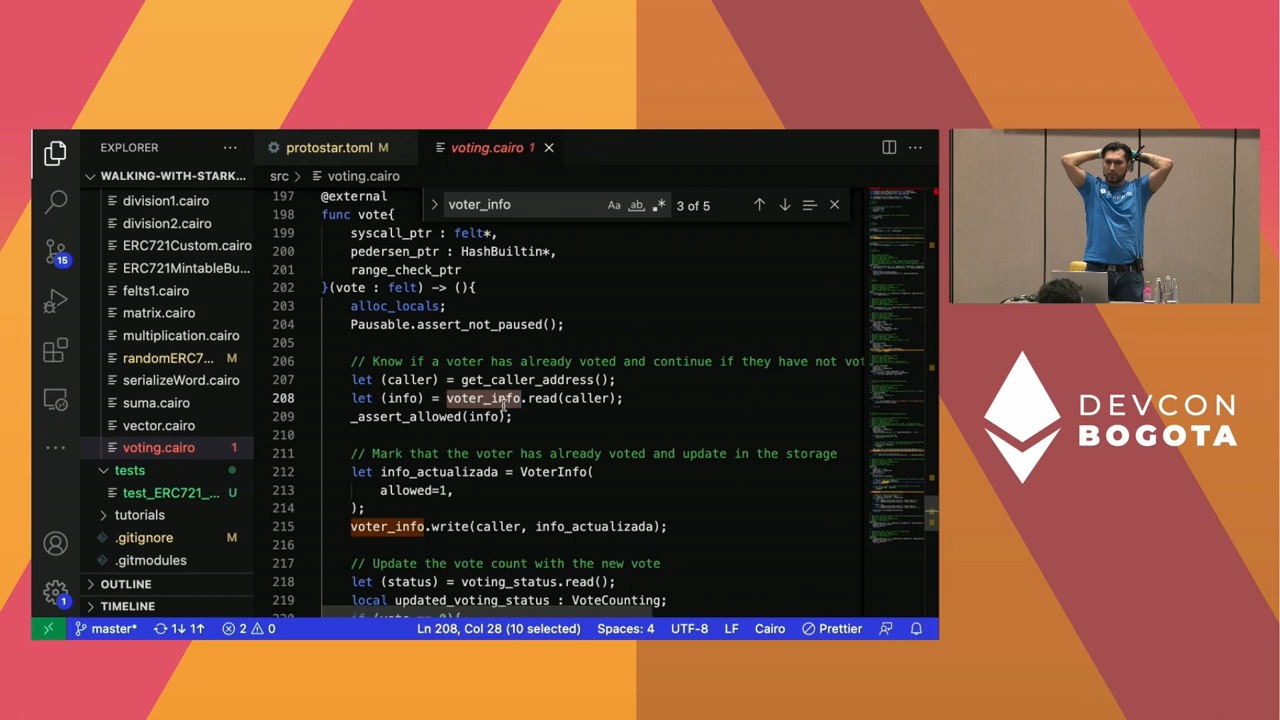 EXPLORER
protostar.toml M
voting.cairo 1
WALKING-WITH-STARK...
src > voting.cairo
division1.cairo
division2.cairo
ERC721Custom.cairo
ERC721MintableBu...
felts1.cairo
matrix.cairo
multiplication.cairo
randomERC7... M
serialize_word.cairo
suma.cairo
vector.cairo
voting.cairo 1
tests
test_ERC721_... U
tutorials
.gitignore M
.gitmodules
OUTLINE
TIMELINE
15
1
voter_info
Aa ab .*
3 of 5
197 @external
198 func vote{
199 syscall_ptr : felt*,
200 pedersen_ptr : HashBuiltin*,
201 range_check_ptr
202 }(vote : felt) -> (){
203 alloc_locals;
204 Pausable.assert_not_paused();
205
206 // Know if a voter has already voted and continue if they have not vot
207 let (caller) = get_caller_address();
208 let (info) = voter_info.read(caller);
209 _assert_allowed(info);
210
211 // Mark that the voter has already voted and update in the storage
212 let info_actualizada = VoterInfo(
213 allowed=1,
214 );
215 voter_info.write(caller, info_actualizada);
216
217 // Update the vote count with the new vote
218 let (status) = voting_status.read();
219 local updated_voting_status : VoteCounting;
master* 1↓ 1↑ 2 0
Ln 208, Col 28 (10 selected) Spaces: 4 UTF-8 LF Cairo Prettier
DEVCON
BOGOTA